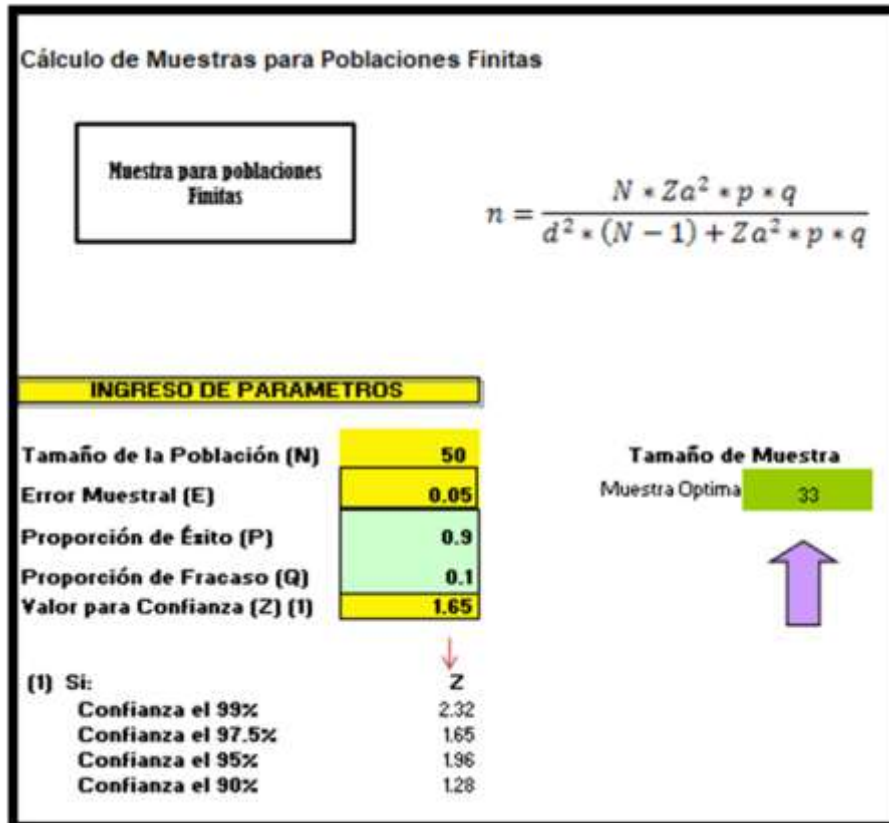 Cálculo de Muestras para Poblaciones Finitas
Muestra para poblaciones
Finitas
n = N * Za² * p * q / d² * (N − 1) + Za² * p * q
INGRESO DE PARAMETROS
Tamaño de la Población (N) 50
Error Muestral (E) 0.05
Proporción de Éxito (P) 0.9
Proporción de Fracaso (Q) 0.1
Valor para Confianza (Z) (1) 1.65
Tamaño de Muestra
Muestra Optima 33
(1) Si: Z
Confianza el 99% 2.32
Confianza el 97.5% 1.65
Confianza el 95% 1.96
Confianza el 90% 1.28